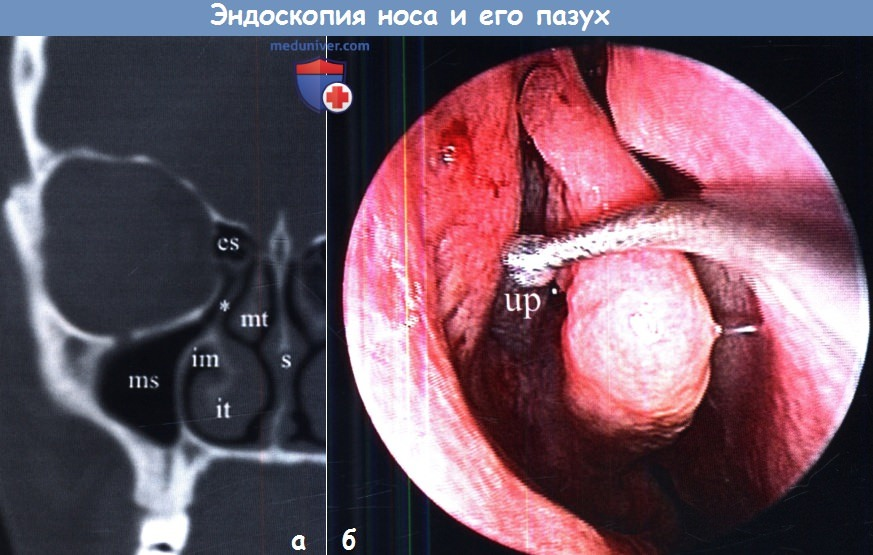 Эндоскопия носа и его пазух
meduniver.com
es
*
mt
im
s
ms
it
up
а
б